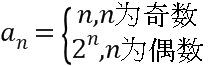 aₙ = { n, n为奇数
2ⁿ, n为偶数